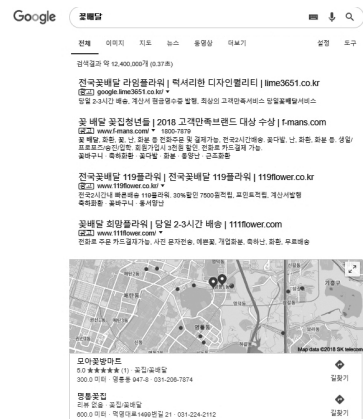 Google 꽃배달
전체 이미지 지도 뉴스 동영상 더보기 설정 도구
검색결과 약 12,400,000개 (0.37초)
전국꽃배달 라임플라워 | 럭셔리한 디자인퀄리티 | lime3651.co.kr
광고 google.lime3651.co.kr/
당일 2-3시간 배송, 계산서 현금영수증 발행, 최상의 고객만족서비스 당일꽃배달서비스
꽃 배달 꽃집청년들 | 2018 고객만족브랜드 대상 수상 | f-mans.com
광고 www.f-mans.com/ 1800-7879
꽃 배달, 화환, 꽃, 난, 화분 등 전화주문 및 결제가능, 전국2시간배송. 꽃다발, 난, 화환, 화분 등, 생일/
프로포즈/승진/입학. 회원가입시 3천원 할인. 전화로 카드결제 가능.
꽃바구니 · 축하화환 · 꽃다발 · 화분 · 동양난 · 근조화환
전국꽃배달 119플라워 | 전국꽃배달 119플라워 | 119flower.co.kr
광고 www.119flower.co.kr/
전국2시간내 빠른배송 119플라워, 30%할인 7500원적립, 포인트적립, 계산서발행
축하화환 · 꽃바구니 · 동서양난
꽃배달 희망플라워 | 당일 2-3시간 배송 | 111flower.com
광고 www.111flower.com/
전화로 주문 카드결재가능, 사진 문자전송, 예쁜꽃, 개업화분, 축하난, 화환, 무료배송
기흥구
영통동
Map data ©2018 SK telecom
모아꽃방마트
5.0 ★★★★★ (1) · 꽃집/꽃배달
300.0 미터 · 영통동 947-8 · 031-206-7874
길찾기
명품꽃집
리뷰 없음 · 꽃집/꽃배달
600.0 미터 · 덕영대로1499번길 21 · 031-224-2112
길찾기